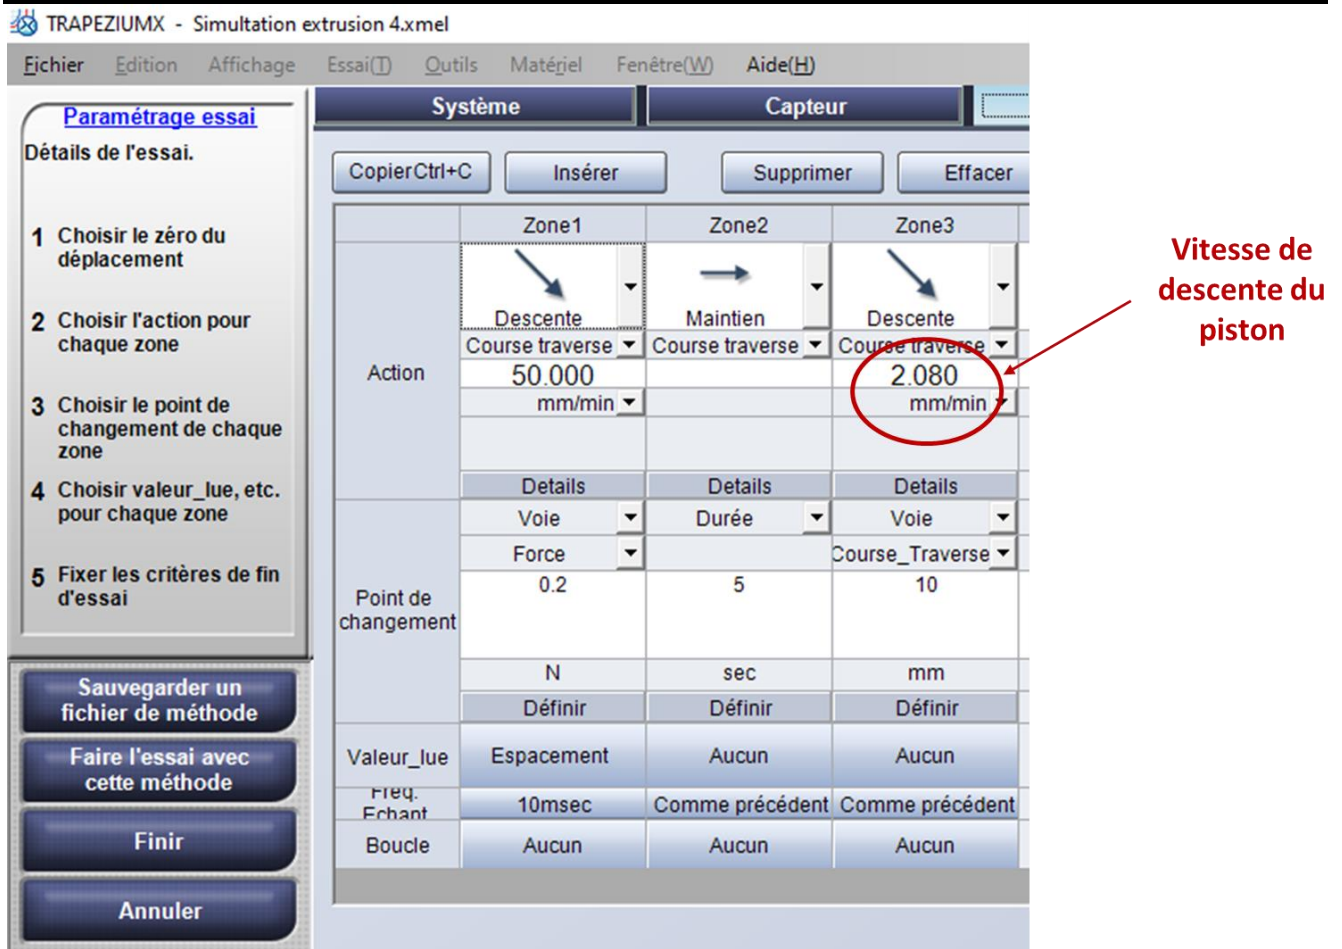 TRAPEZIUMX - Simultation extrusion 4.xmel
Fichier Edition Affichage Essai(T) Outils Matériel Fenêtre(W) Aide(H)
Paramétrage essai
Détails de l'essai.
1 Choisir le zéro du
déplacement
2 Choisir l'action pour
chaque zone
3 Choisir le point de
changement de chaque
zone
4 Choisir valeur_lue, etc.
pour chaque zone
5 Fixer les critères de fin
d'essai
Sauvegarder un
fichier de méthode
Faire l'essai avec
cette méthode
Finir
Annuler
Système Capteur
CopierCtrl+C Insérer Supprimer Effacer
Zone1 Zone2 Zone3
Descente Maintien Descente
Course traverse Course traverse Course traverse
Action 50.000 2.080
mm/min mm/min
Details Details Details
Voie Durée Voie
Force Course_Traverse
0.2 5 10
Point de
changement
N sec mm
Définir Définir Définir
Valeur_lue Espacement Aucun Aucun
Freq.
Echant 10msec Comme précédent Comme précédent
Boucle Aucun Aucun Aucun
Vitesse de
descente du
piston